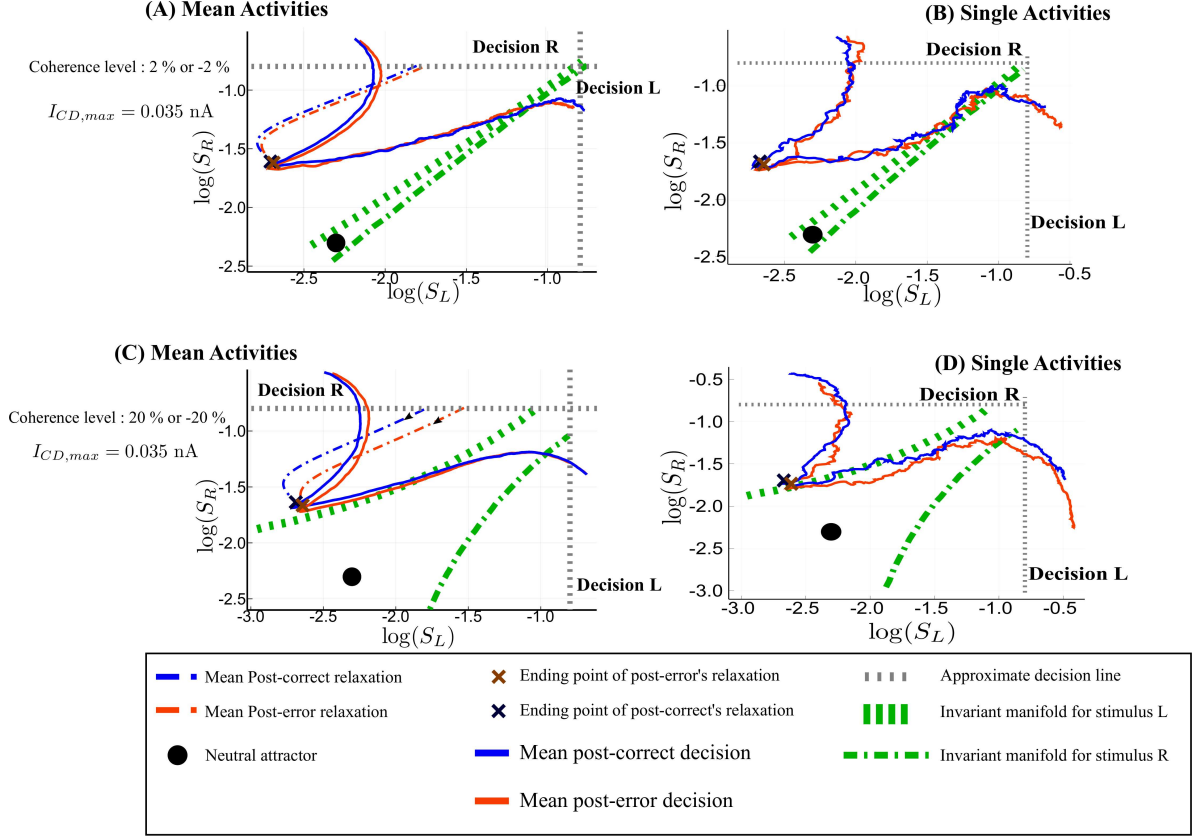 (A) Mean Activities
(B) Single Activities
Coherence level : 2 % or -2 %
I_{CD,max} = 0.035 nA
Decision R
Decision L
-1.0
-1.5
-2.0
-2.5
log(S_R)
-2.5 -2.0 -1.5 -1.0
log(S_L)
Decision R
Decision L
-1.0
-1.5
-2.0
-2.5
log(S_R)
-2.5 -2.0 -1.5 -1.0 -0.5
log(S_L)
(C) Mean Activities
(D) Single Activities
Coherence level : 20 % or -20 %
I_{CD,max} = 0.035 nA
Decision R
Decision L
-1.0
-1.5
-2.0
-2.5
log(S_R)
-3.0 -2.5 -2.0 -1.5 -1.0
log(S_L)
Decision R
Decision L
-0.5
-1.0
-1.5
-2.0
-2.5
-3.0
log(S_R)
-3.0 -2.5 -2.0 -1.5 -1.0 -0.5
log(S_L)
Mean Post-correct relaxation
Mean Post-error relaxation
Neutral attractor
Ending point of post-error's relaxation
Ending point of post-correct's relaxation
Mean post-correct decision
Mean post-error decision
Approximate decision line
Invariant manifold for stimulus L
Invariant manifold for stimulus R